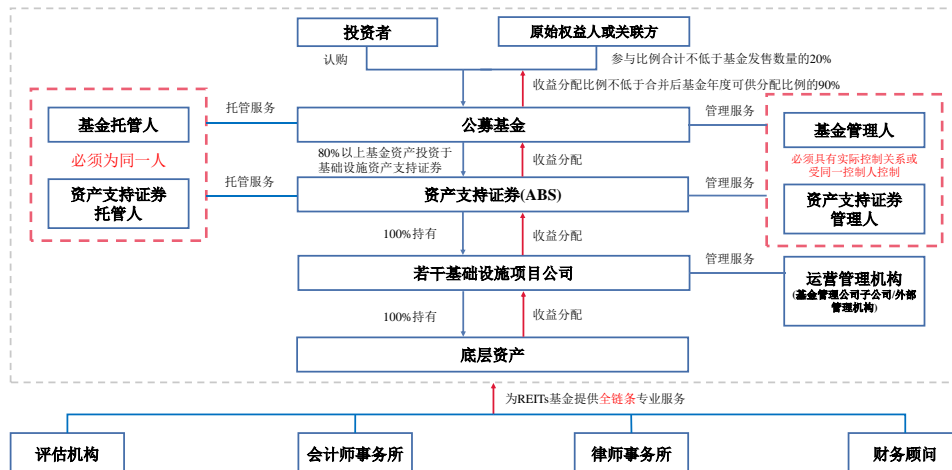 投资者
原始权益人或关联方
认购
参与比例合计不低于基金发售数量的20%
收益分配比例不低于合并后基金年度可供分配比例的90%
托管服务
管理服务
基金托管人
公募基金
基金管理人
必须为同一人
80%以上基金资产投资于
基础设施资产支持证券
收益分配
必须具有实际控制关系或
受同一控制人控制
托管服务
管理服务
资产支持证券
托管人
资产支持证券(ABS)
资产支持证券
管理人
100%持有
收益分配
管理服务
若干基础设施项目公司
运营管理机构
(基金管理公司子公司/外部
管理机构)
100%持有
收益分配
底层资产
为REITs基金提供全链条专业服务
评估机构
会计师事务所
律师事务所
财务顾问